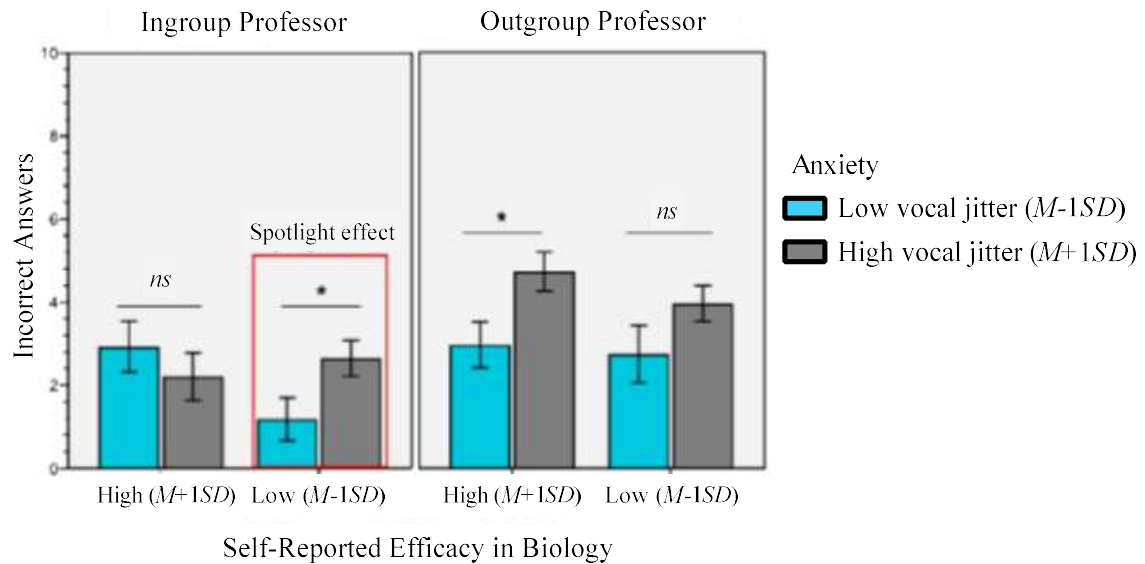 Ingroup Professor
Outgroup Professor
10
8
6
4
2
0
Incorrect Answers
ns
Spotlight effect
*
*
ns
High (M+1SD)
Low (M-1SD)
High (M+1SD)
Low (M-1SD)
Self-Reported Efficacy in Biology
Anxiety
Low vocal jitter (M-1SD)
High vocal jitter (M+1SD)